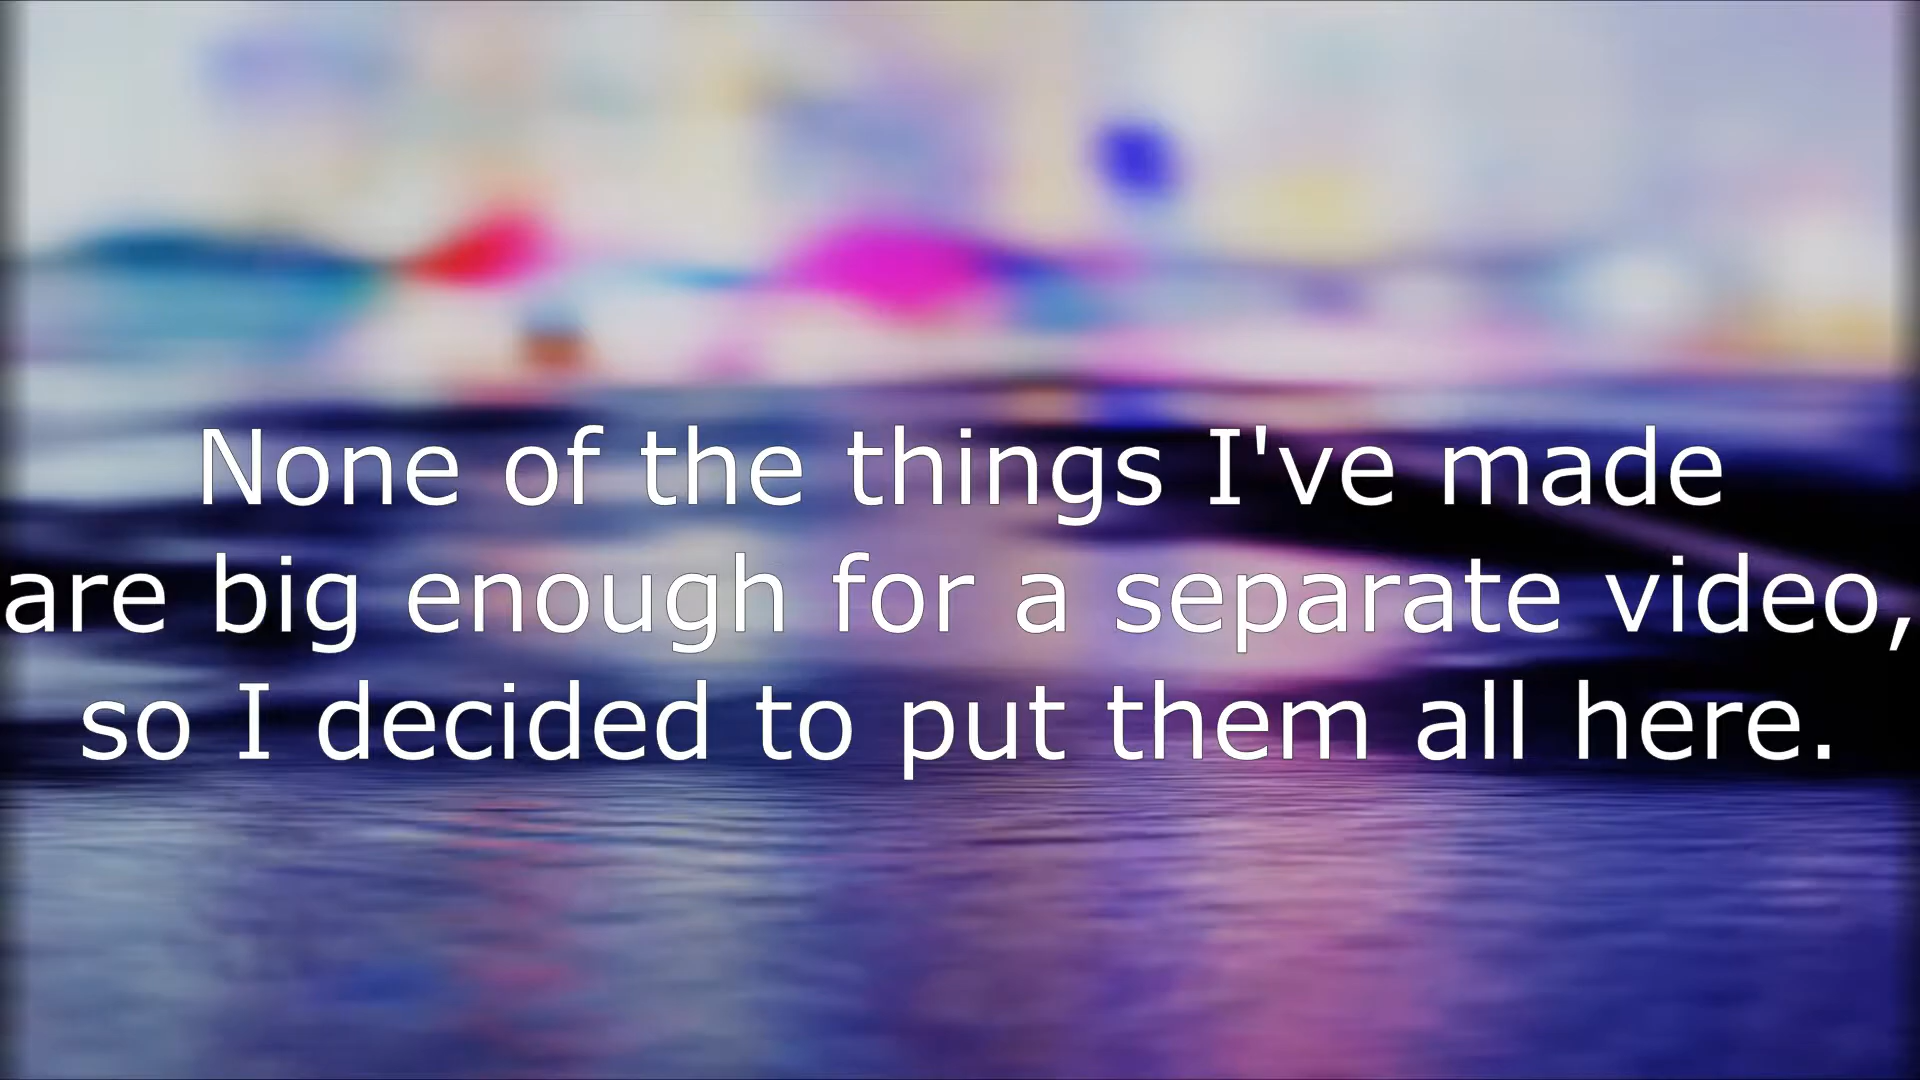 None of the things I've made
are big enough for a separate video,
so I decided to put them all here.